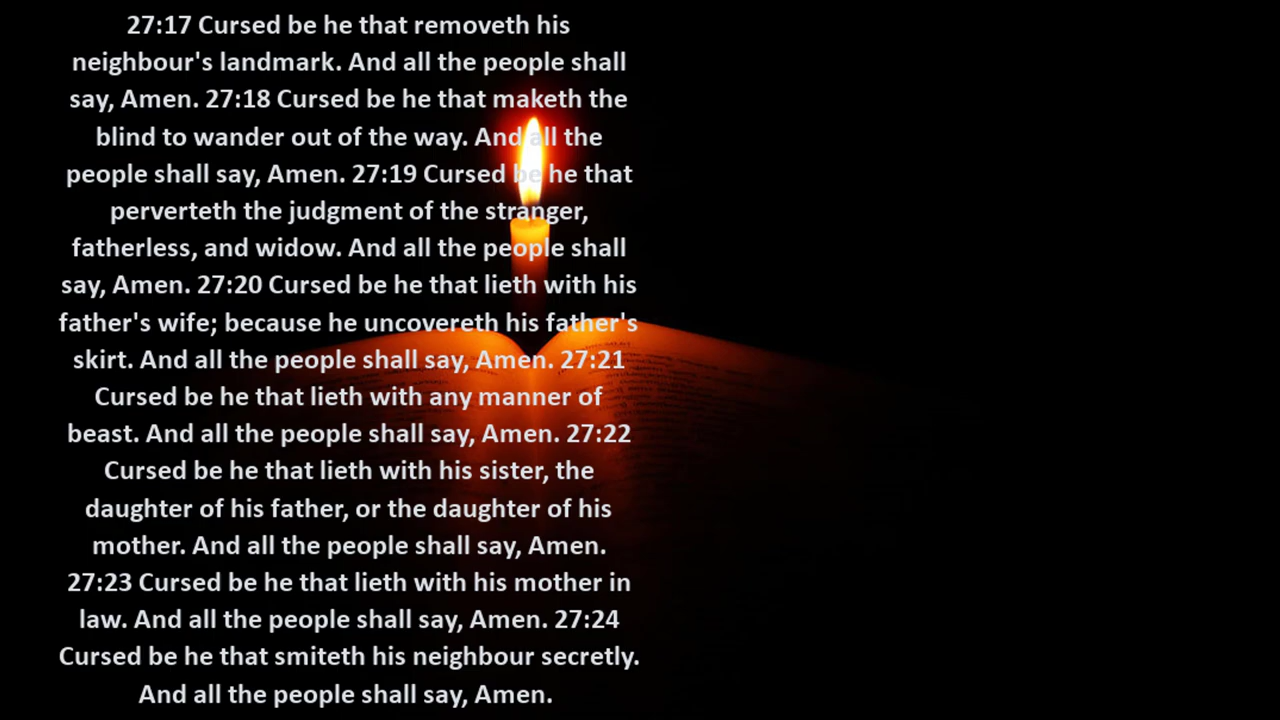 27:17 Cursed be he that removeth his
neighbour's landmark. And all the people shall
say, Amen. 27:18 Cursed be he that maketh the
blind to wander out of the way. And all the
people shall say, Amen. 27:19 Cursed be he that
perverteth the judgment of the stranger,
fatherless, and widow. And all the people shall
say, Amen. 27:20 Cursed be he that lieth with his
father's wife; because he uncovereth his father's
skirt. And all the people shall say, Amen. 27:21
Cursed be he that lieth with any manner of
beast. And all the people shall say, Amen. 27:22
Cursed be he that lieth with his sister, the
daughter of his father, or the daughter of his
mother. And all the people shall say, Amen.
27:23 Cursed be he that lieth with his mother in
law. And all the people shall say, Amen. 27:24
Cursed be he that smiteth his neighbour secretly.
And all the people shall say, Amen.